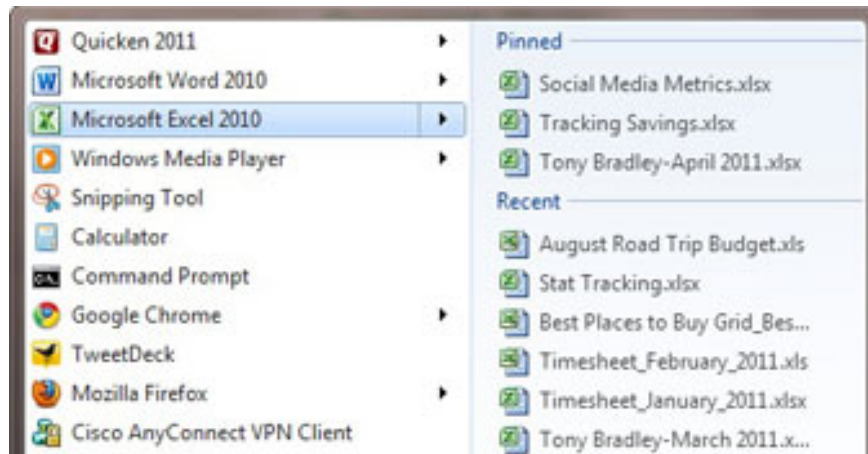 Quicken 2011
Microsoft Word 2010
Microsoft Excel 2010
Windows Media Player
Snipping Tool
Calculator
Command Prompt
Google Chrome
TweetDeck
Mozilla Firefox
Cisco AnyConnect VPN Client
Pinned
Social Media Metrics.xlsx
Tracking Savings.xlsx
Tony Bradley-April 2011.xlsx
Recent
August Road Trip Budget.xls
Stat Tracking.xlsx
Best Places to Buy Grid_Bes...
Timesheet_February_2011.xls
Timesheet_January_2011.xlsx
Tony Bradley-March 2011.x...